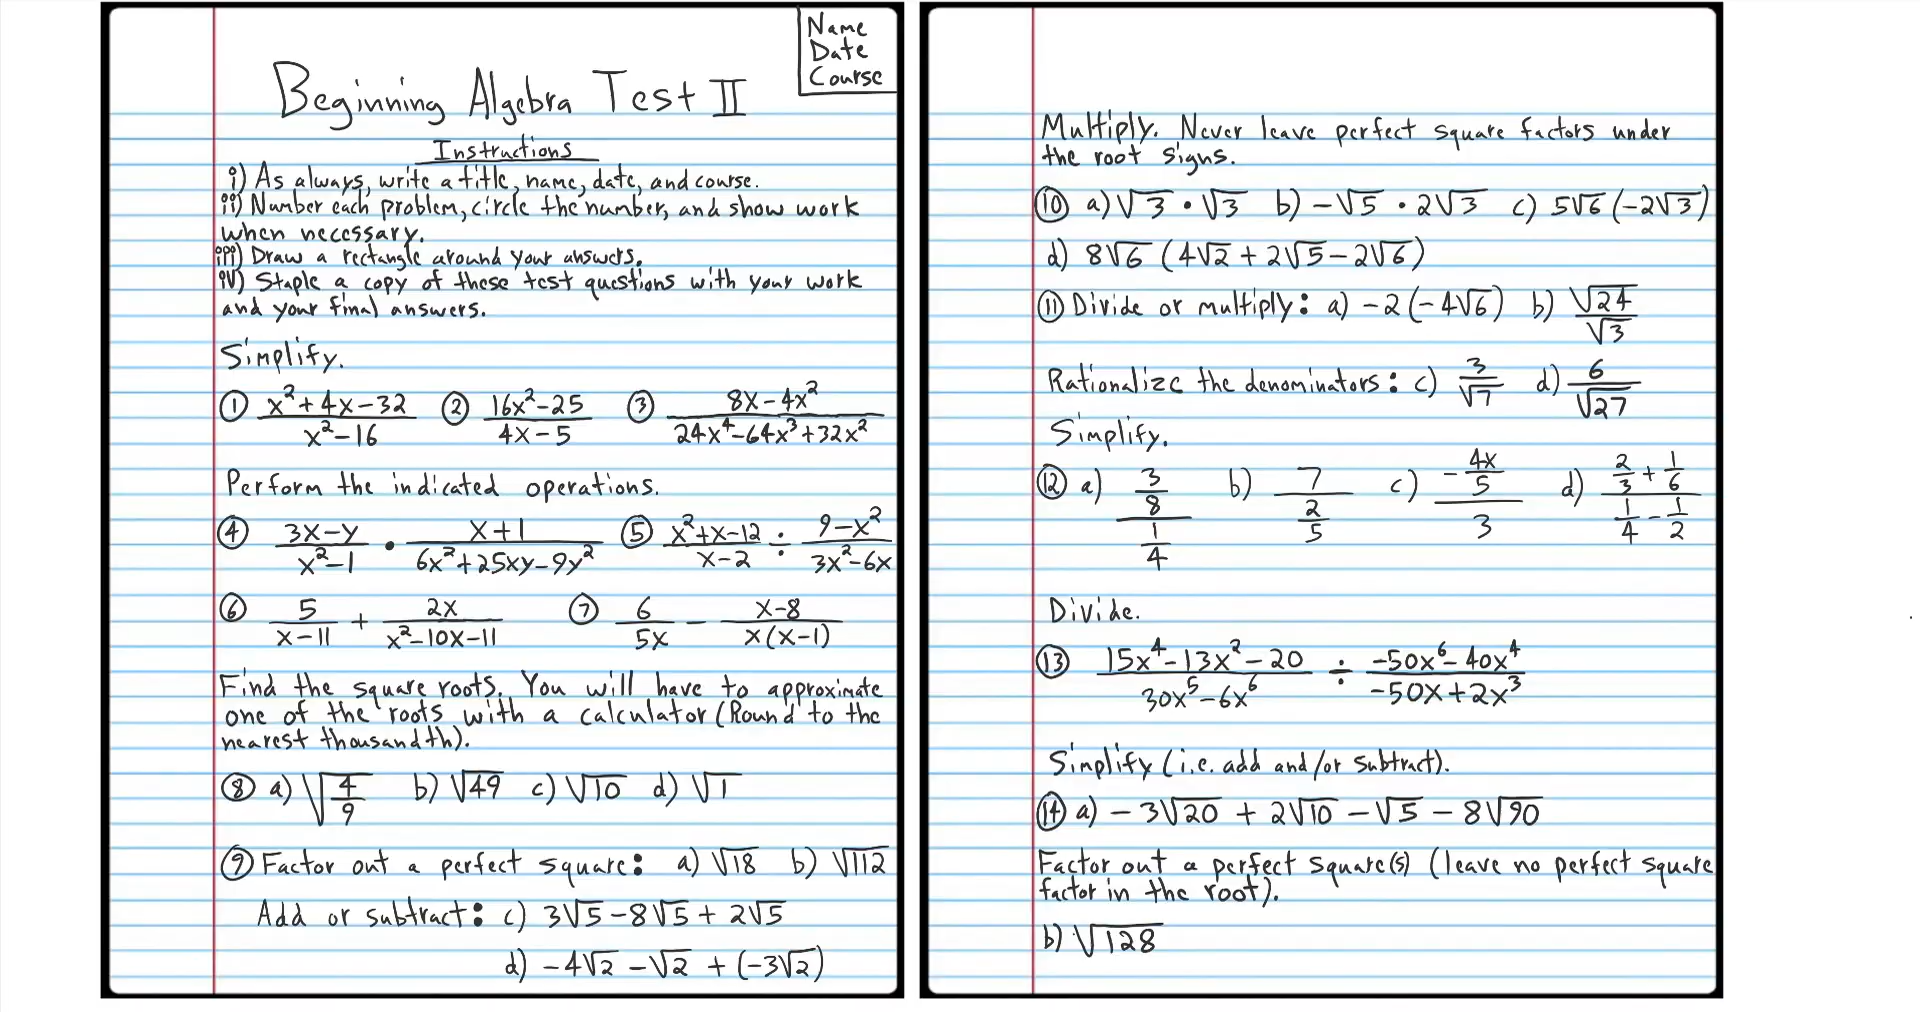 Name
Date
Course
Beginning Algebra Test II
Instructions
i) As always, write a title, name, date, and course.
ii) Number each problem, circle the number, and show work
when necessary.
iii) Draw a rectangle around your answers.
iv) Staple a copy of these test questions with your work
and your final answers.
Simplify.
① (x²+4x-32)/(x²-16) ② (16x²-25)/(4x-5) ③ (8x-4x²)/(24x⁴-64x³+32x²)
Perform the indicated operations.
④ (3x-y)/(x²-1) • (x+1)/(6x²+25xy-9y²) ⑤ (x²+x-12)/(x-2) ÷ (9-x²)/(3x²-6x)
⑥ 5/(x-11) + 2x/(x²-10x-11) ⑦ 6/(5x) - (x-8)/(x(x-1))
Find the square roots. You will have to approximate
one of the roots with a calculator (Round to the
nearest thousandth).
⑧ a) √(4/9) b) √49 c) √10 d) √1
⑨ Factor out a perfect square: a) √18 b) √112
Add or subtract: c) 3√5-8√5+2√5
d) -4√2-√2+(-3√2)
Multiply. Never leave perfect square factors under
the root signs.
⑩ a) √3 • √3 b) -√5 • 2√3 c) 5√6(-2√3)
d) 8√6 (4√2+2√5-2√6)
⑪ Divide or multiply: a) -2(-4√6) b) √24/√3
Rationalize the denominators: c) 3/√7 d) 6/√27
Simplify.
⑫ a) (3/8)/(1/4) b) 7/(2/5) c) (-4x/5)/3 d) (2/3+1/6)/(1/4-1/2)
Divide.
⑬ (15x⁴-13x²-20)/(30x⁵-6x⁶) ÷ (-50x⁶-40x⁴)/(-50x+2x³)
Simplify (i.e. add and/or subtract).
⑭ a) -3√20 + 2√10 - √5 - 8√90
Factor out a perfect square(s) (leave no perfect square
factor in the root).
b) √128